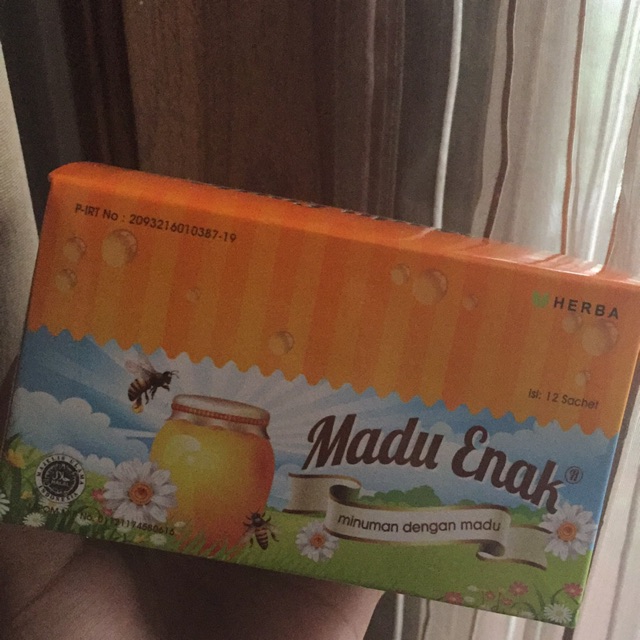 P-IRT No : 2093216010387-19
HERBA
Isi: 12 Sachet
Madu Enak®
minuman dengan madu